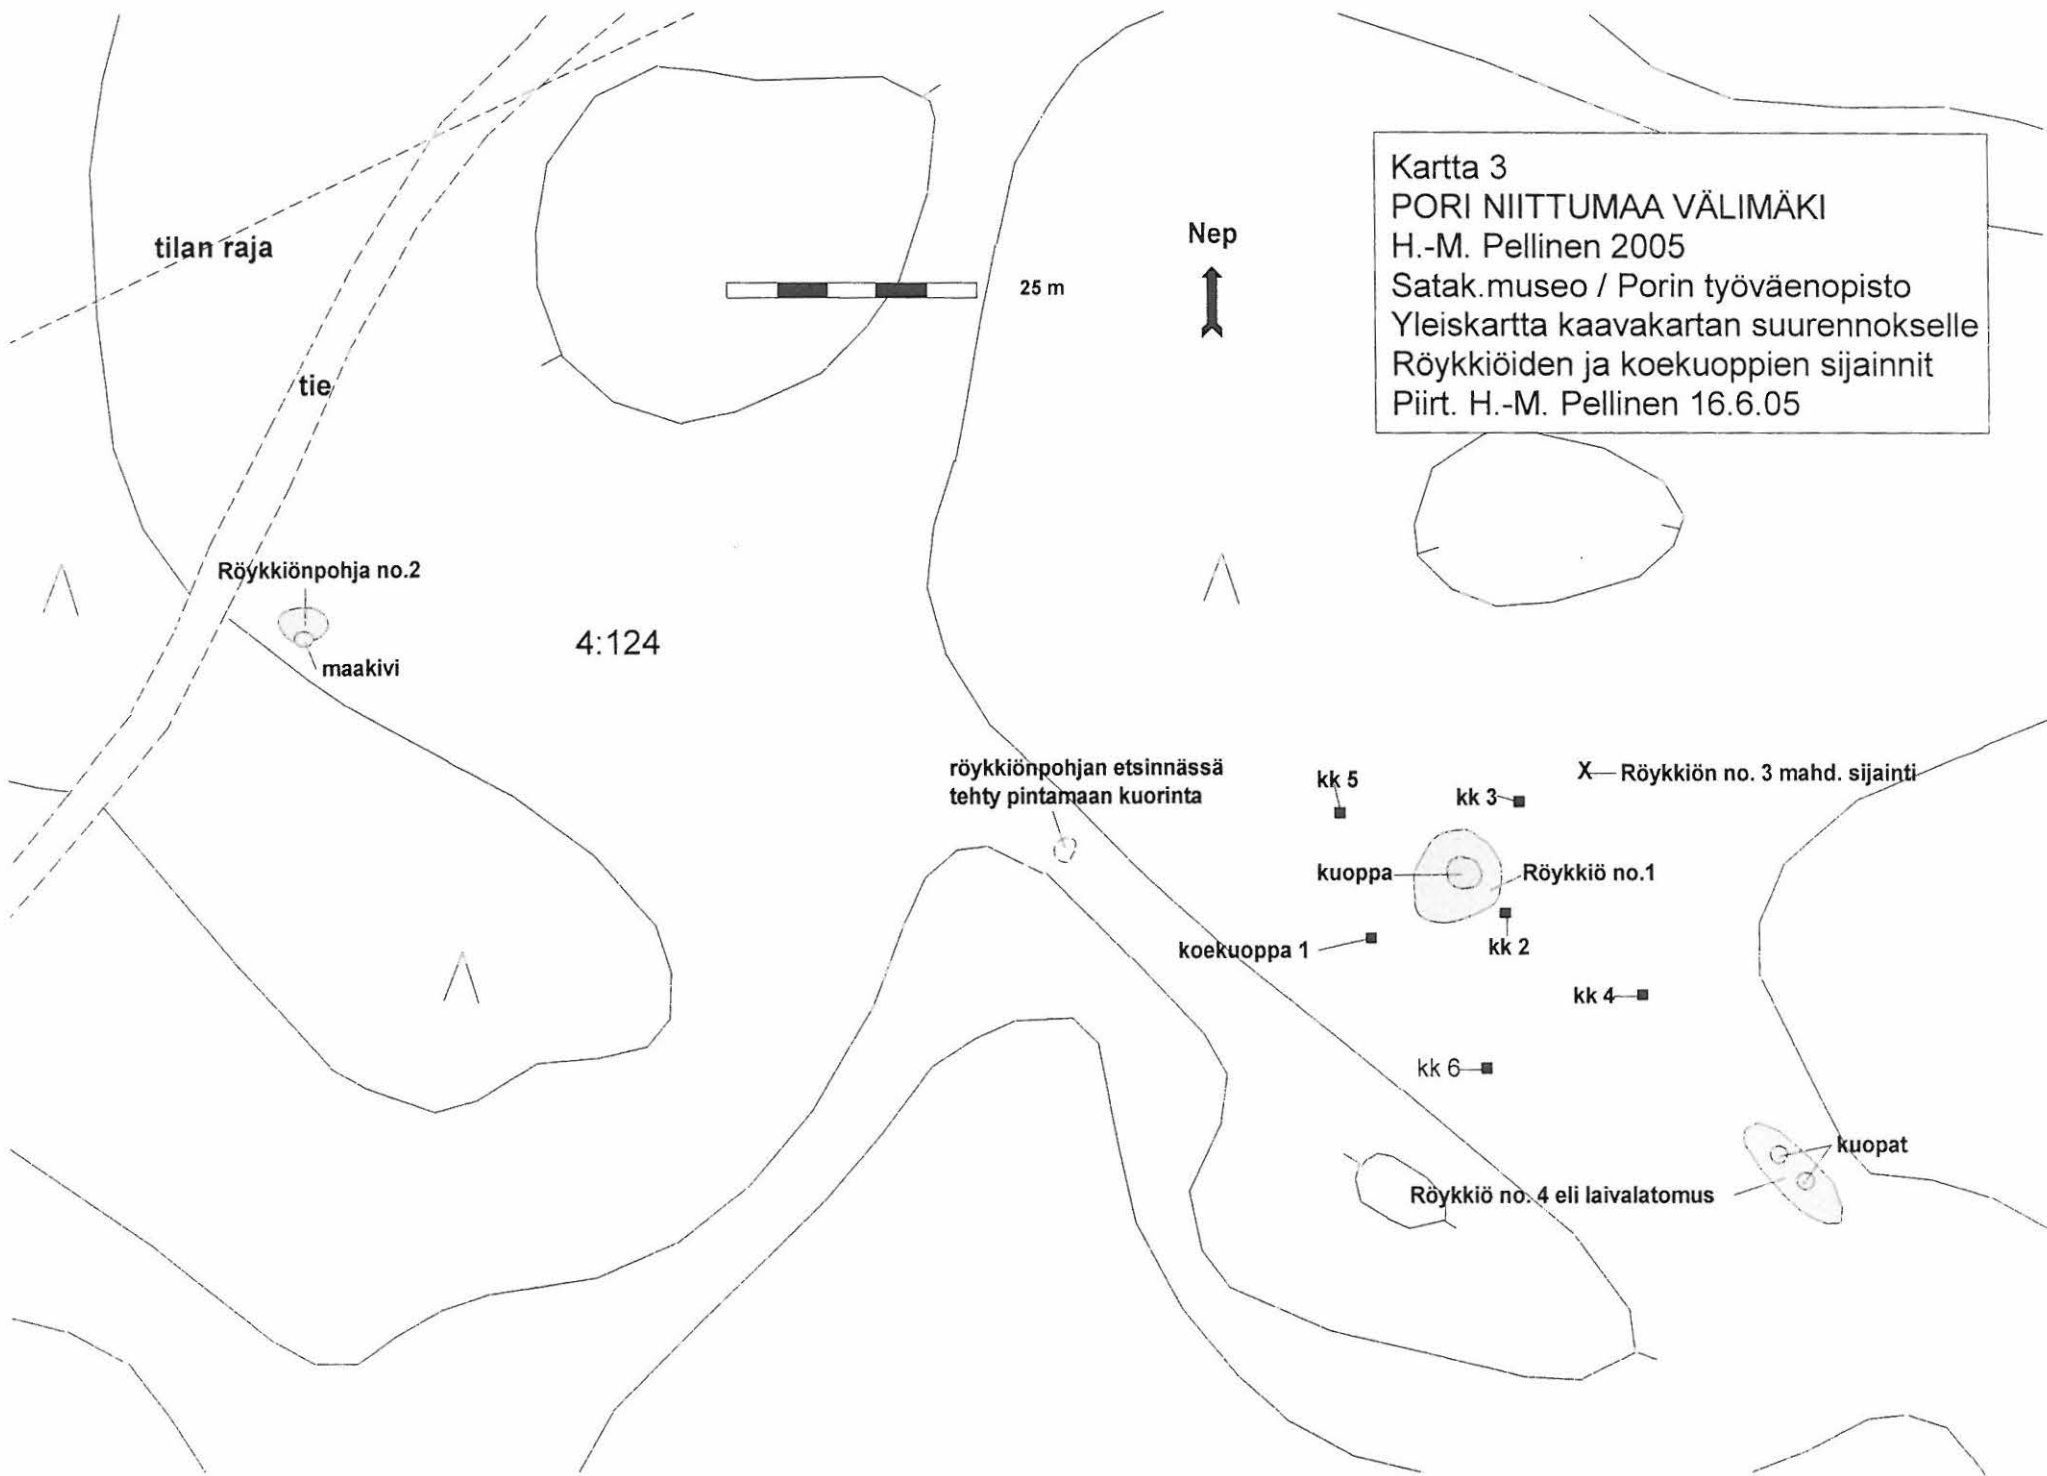 Kartta 3
PORI NIITTUMAA VÄLIMÄKI
H.-M. Pellinen 2005
Satak.museo / Porin työväenopisto
Yleiskartta kaavakartan suurennokselle
Röykkiöiden ja koekuoppien sijainnit
Piirt. H.-M. Pellinen 16.6.05
Nep
25 m
tilan raja
tie
Röykkiönpohja no.2
maakivi
4:124
röykkiönpohjan etsinnässä
tehty pintamaan kuorinta
kk 5
kk 3
X
Röykkiön no. 3 mahd. sijainti
kuoppa
Röykkiö no.1
koekuoppa 1
kk 2
kk 4
kk 6
kuopat
Röykkiö no. 4 eli laivalatomus